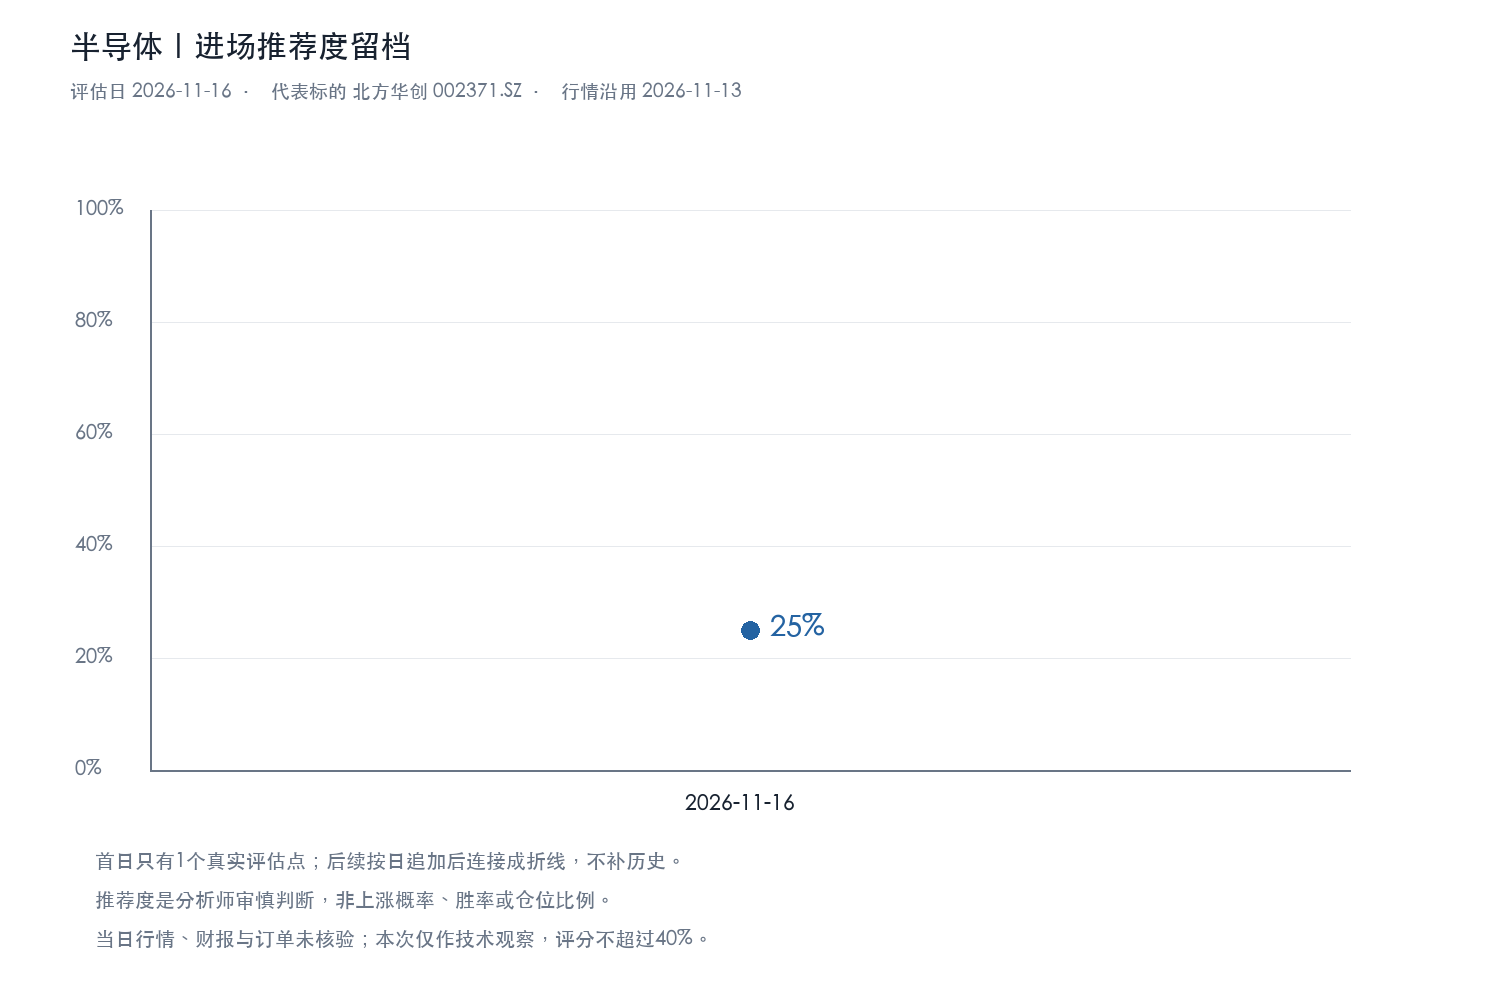 半导体｜进场推荐度留档
评估日 2026-11-16 · 代表标的 北方华创 002371.SZ · 行情沿用 2026-11-13
100%
80%
60%
40%
25%
20%
0%
2026-11-16
首日只有1个真实评估点；后续按日追加后连接成折线，不补历史。
推荐度是分析师审慎判断，非上涨概率、胜率或仓位比例。
当日行情、财报与订单未核验；本次仅作技术观察，评分不超过40%。